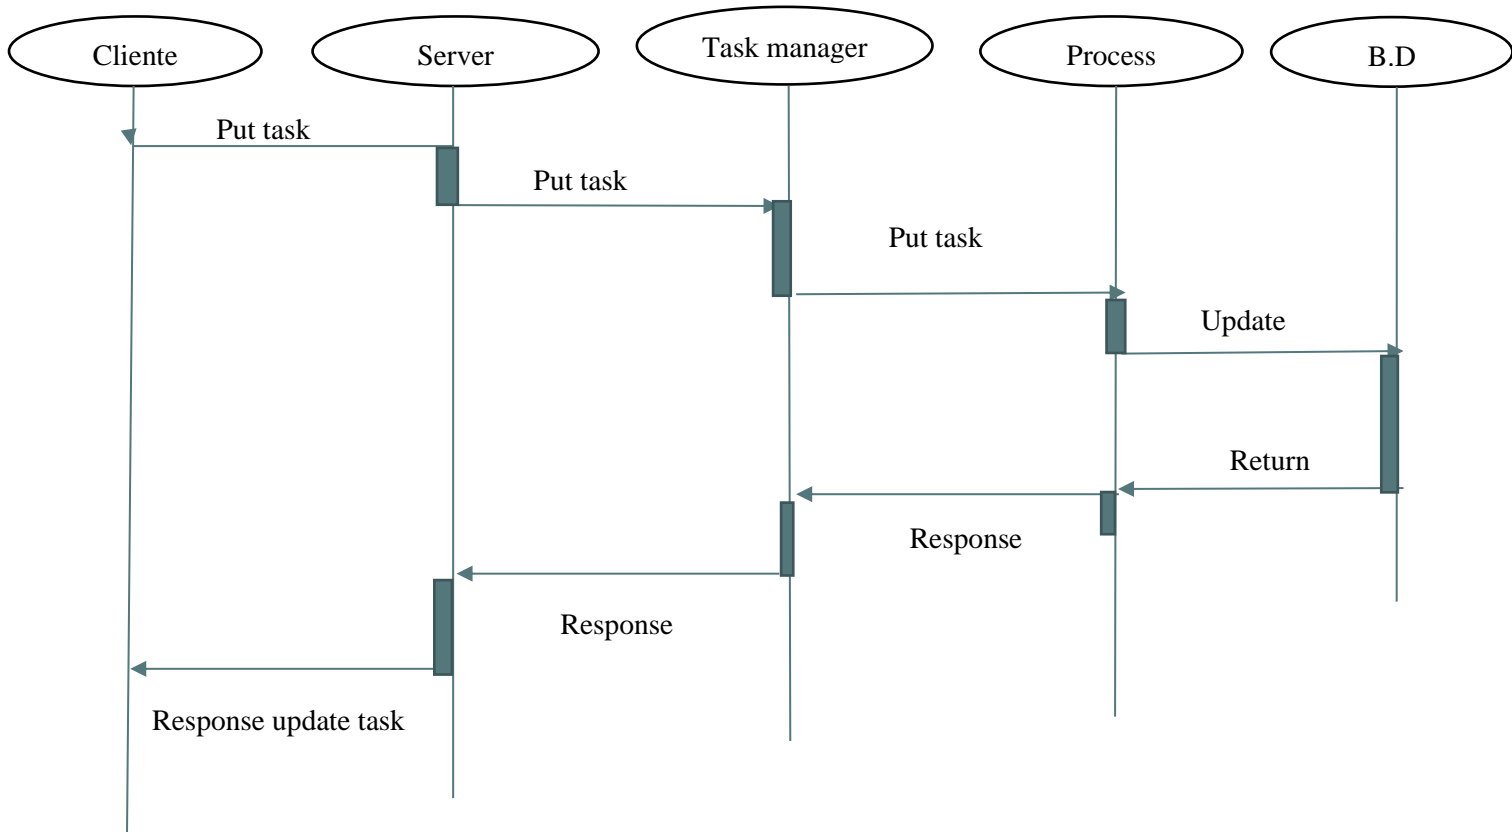 Cliente
Server
Task manager
Process
B.D
Put task
Put task
Put task
Update
Return
Response
Response
Response update task